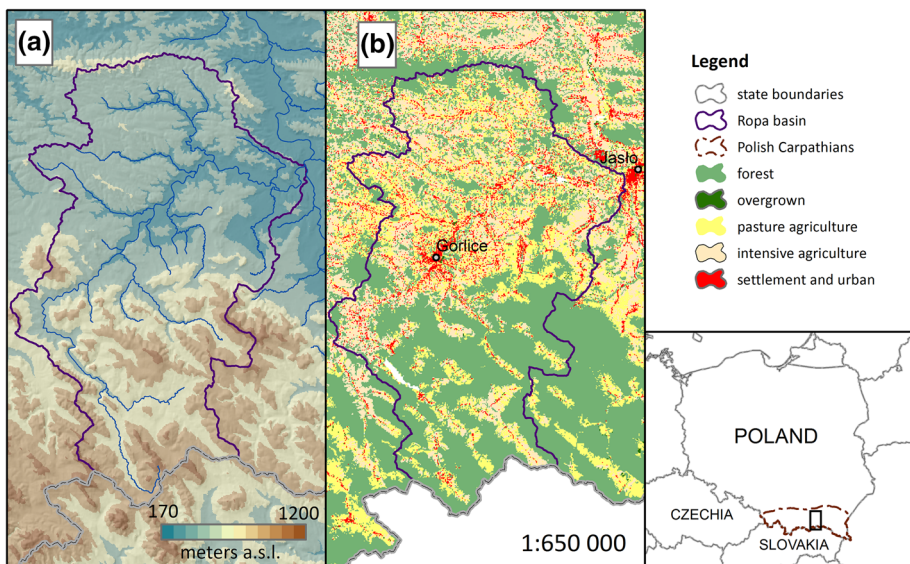 (a)
170
1200
meters a.s.l.
(b)
Jasło
Gorlice
1:650 000
Legend
state boundaries
Ropa basin
Polish Carpathians
forest
overgrown
pasture agriculture
intensive agriculture
settlement and urban
POLAND
CZECHIA
SLOVAKIA